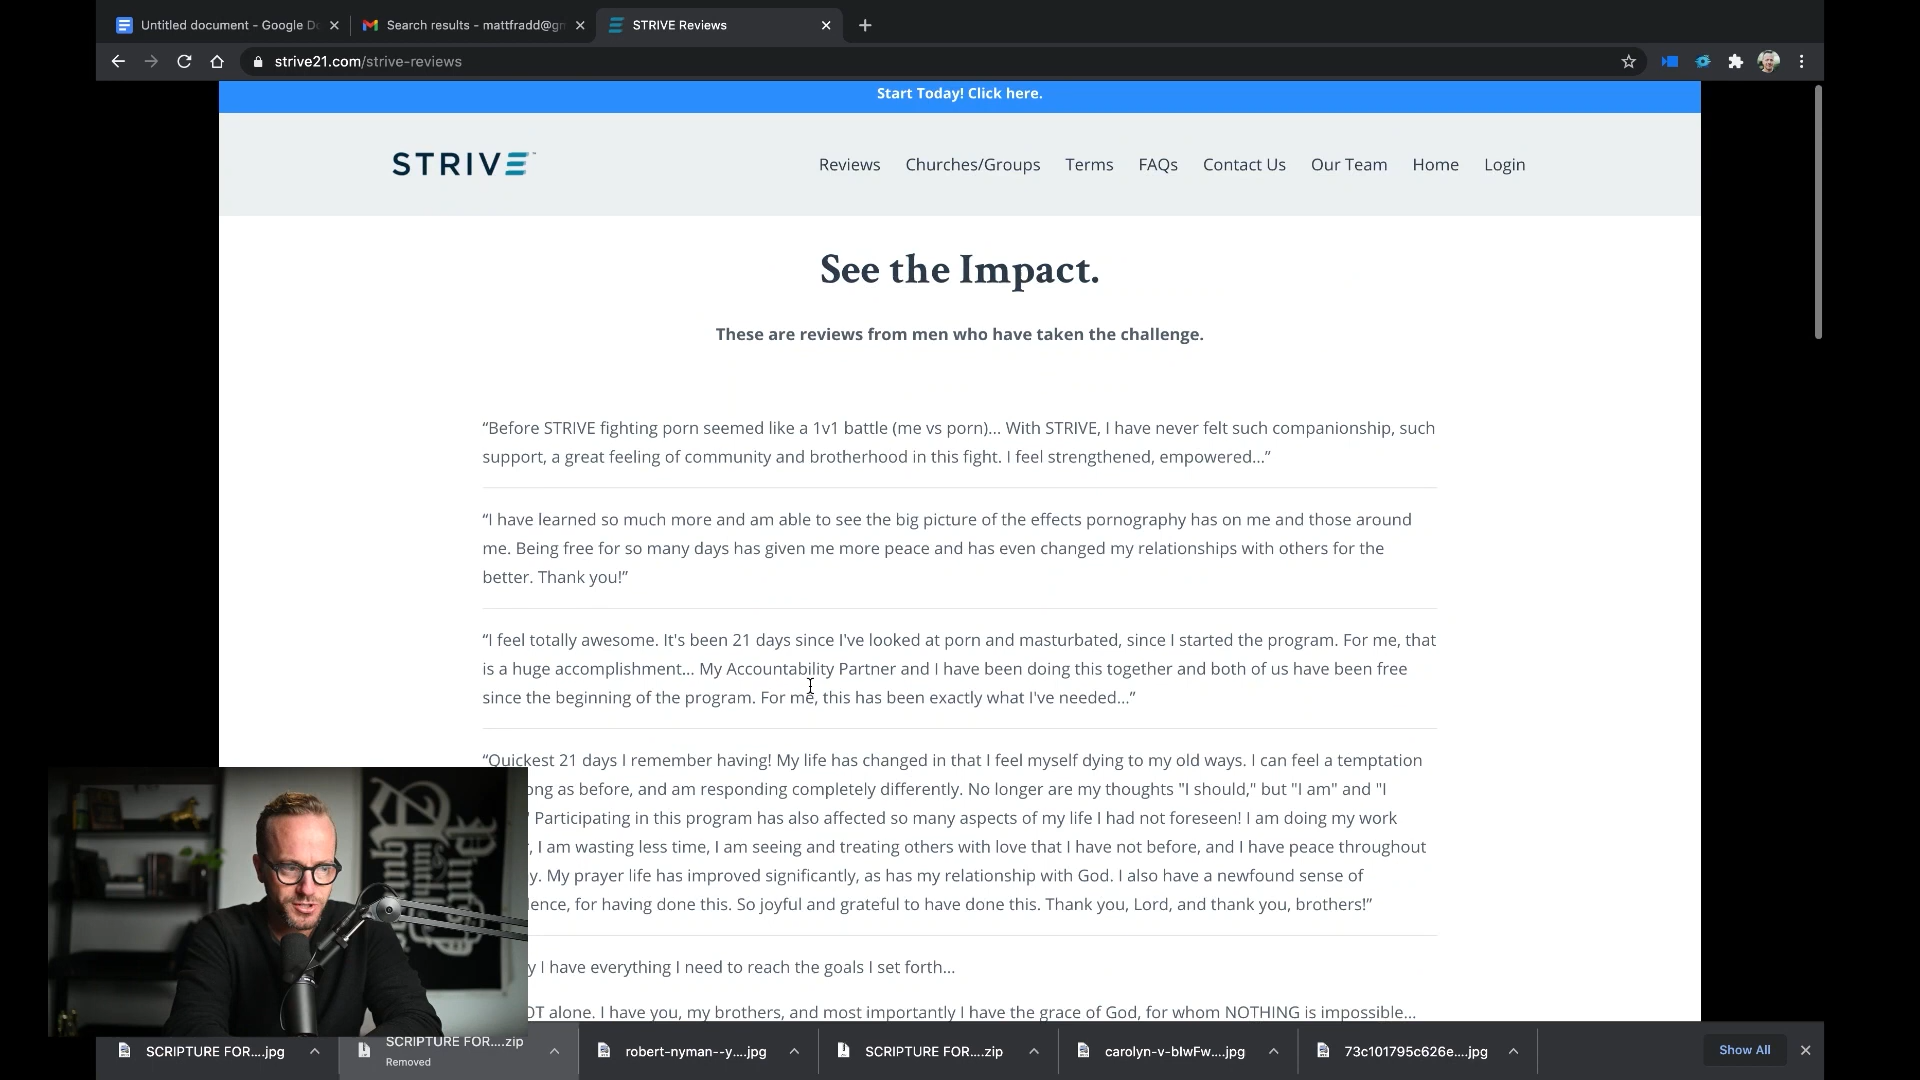 Untitled document - Google D
Search results - mattfradd@gm
STRIVE Reviews
strive21.com/strive-reviews
Start Today! Click here.
STRIVE
Reviews
Churches/Groups
Terms
FAQs
Contact Us
Our Team
Home
Login
See the Impact.
These are reviews from men who have taken the challenge.
“Before STRIVE fighting porn seemed like a 1v1 battle (me vs porn)... With STRIVE, I have never felt such companionship, such
support, a great feeling of community and brotherhood in this fight. I feel strengthened, empowered...”
“I have learned so much more and am able to see the big picture of the effects pornography has on me and those around
me. Being free for so many days has given me more peace and has even changed my relationships with others for the
better. Thank you!”
“I feel totally awesome. It's been 21 days since I've looked at porn and masturbated, since I started the program. For me, that
is a huge accomplishment... My Accountability Partner and I have been doing this together and both of us have been free
since the beginning of the program. For me, this has been exactly what I've needed...”
“Quickest 21 days I remember having! My life has changed in that I feel myself dying to my old ways. I can feel a temptation
ong as before, and am responding completely differently. No longer are my thoughts "I should," but "I am" and "I
" Participating in this program has also affected so many aspects of my life I had not foreseen! I am doing my work
, I am wasting less time, I am seeing and treating others with love that I have not before, and I have peace throughout
y. My prayer life has improved significantly, as has my relationship with God. I also have a newfound sense of
ence, for having done this. So joyful and grateful to have done this. Thank you, Lord, and thank you, brothers!”
y I have everything I need to reach the goals I set forth...
OT alone. I have you, my brothers, and most importantly I have the grace of God, for whom NOTHING is impossible...
SCRIPTURE FOR....jpg
SCRIPTURE FOR....zip
Removed
robert-nyman--y....jpg
SCRIPTURE FOR....zip
carolyn-v-bIwFw....jpg
73c101795c626e....jpg
Show All